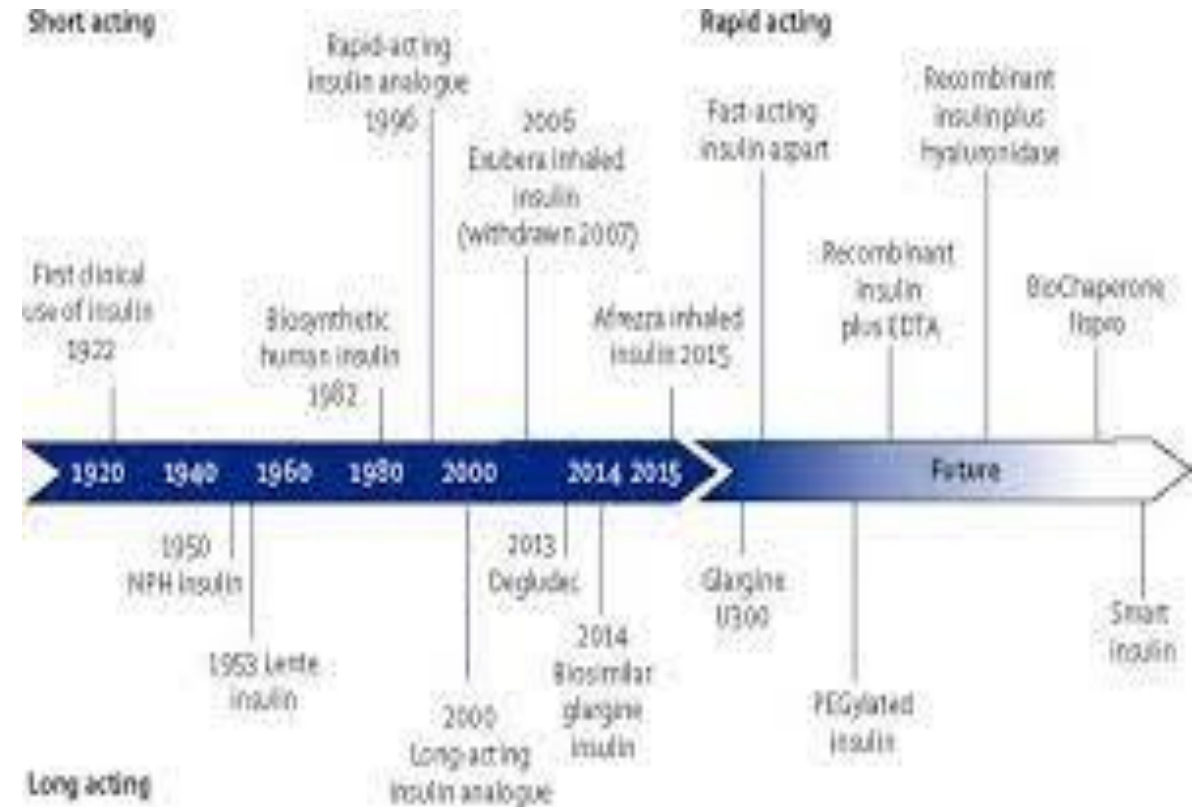 Short acting
Rapid acting
Rapid-acting
insulin analogue
1996
2006
Exubera inhaled
insulin
(withdrawn 2007)
Fast-acting
insulin aspart
Recombinant
insulin plus
hyaluronidase
First clinical
use of insulin
1922
Biosynthetic
human insulin
1982
Afrezza inhaled
insulin 2015
Recombinant
insulin
plus EDTA
BioChaperone
lispro
1920 1940 1960 1980 2000 2014 2015 Future
1950
NPH insulin
1953 Lente
insulin
2000
Long-acting
insulin analogue
2013
Degludec
2014
Biosimilar
glargine
insulin
Glargine
U300
PEGylated
insulin
Smart
insulin
Long acting